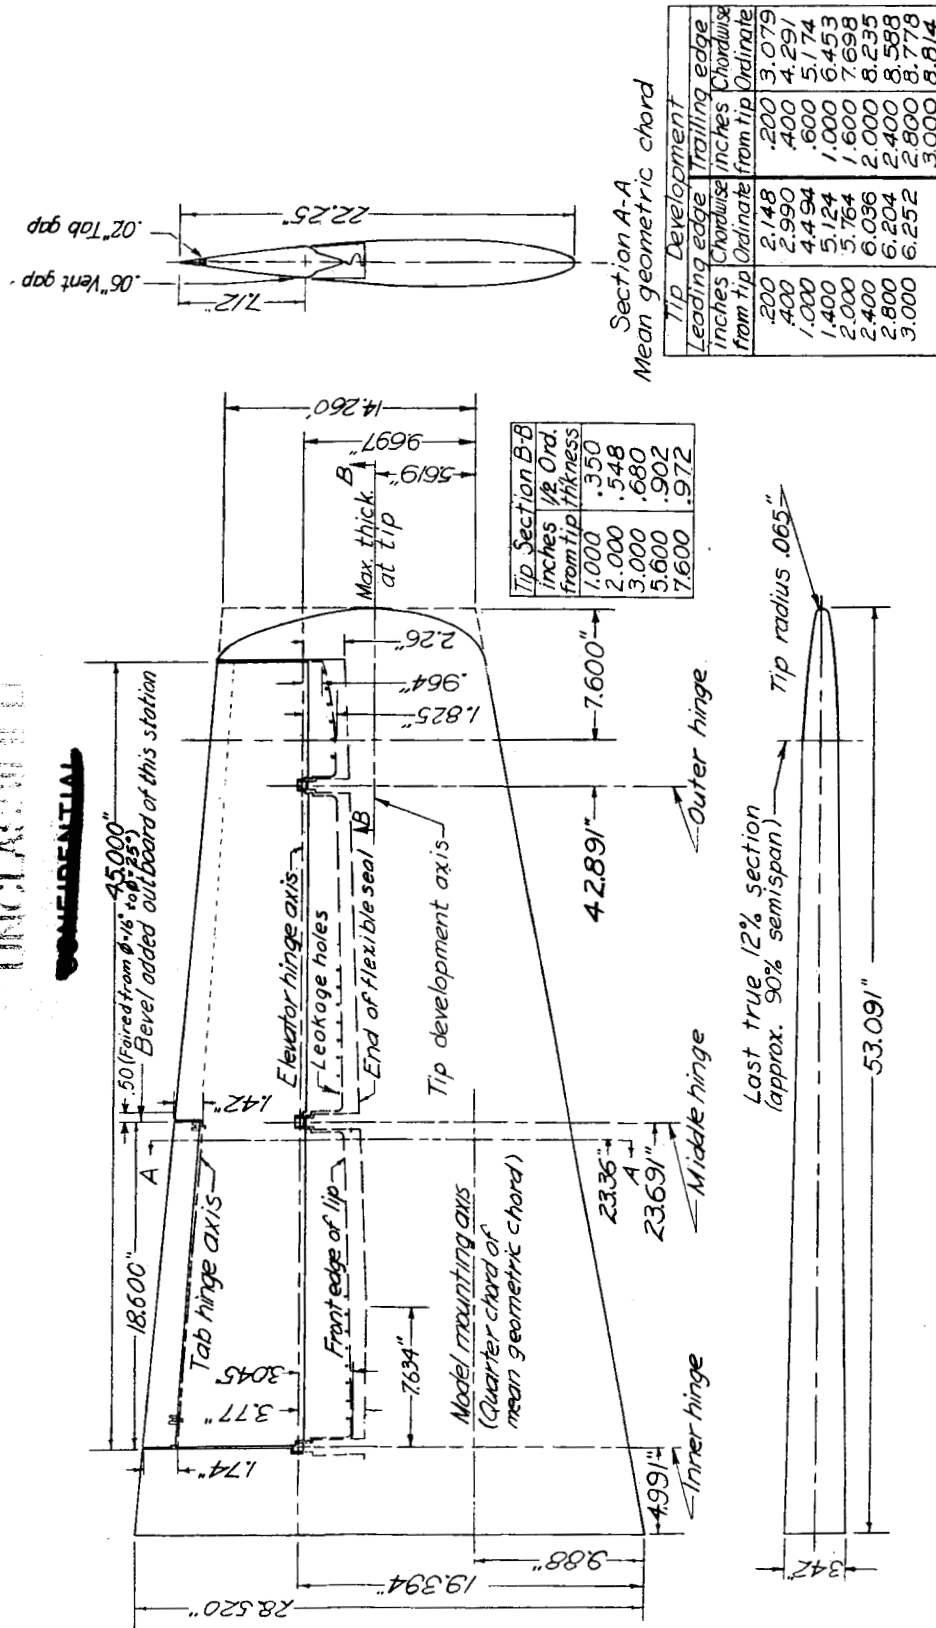 UNCLASSIFIED
CONFIDENTIAL
45.000"
.50 (Faired from ø=16° to ø=25°)
Bevel added outboard of this station
18.600"
A
Tab hinge axis
1.42"
Elevator hinge axis
Leakage holes
End of flexible seal
B
Front edge of lip
3.045"
3.77"
1.74"
7.634"
Tip development axis
Model mounting axis
(Quarter chord of
mean geometric chord)
23.36"
A
23.691"
4.991"
Inner hinge
Middle hinge
Outer hinge
42.891"
7.600"
1.825"
.964"
2.26"
Max. thick.
at tip
B
5.619"
9.697"
14.260"
28.520"
19.394"
9.88"
.06" Vent gap
.02" Tab gap
7.12"
22.25"
Section A-A
Mean geometric chord
Tip Section B-B
inches 1/2 Ord.
from tip thkness
1.000 .350
2.000 .548
3.000 .680
5.600 .902
7.600 .972
Tip Development
Leading edge Trailing edge
inches Chordwise inches Chordwise
from tip Ordinate from tip Ordinate
.200 2.148 .200 3.079
.400 2.990 .400 4.291
1.000 4.494 .600 5.174
1.400 5.124 1.000 6.453
2.000 5.764 1.600 7.698
2.400 6.036 2.000 8.235
2.800 6.204 2.400 8.588
3.000 6.252 2.800 8.778
3.000 8.814
Last true 12% section
(approx. 90% semispan)
Tip radius .065"
3.42"
53.091"